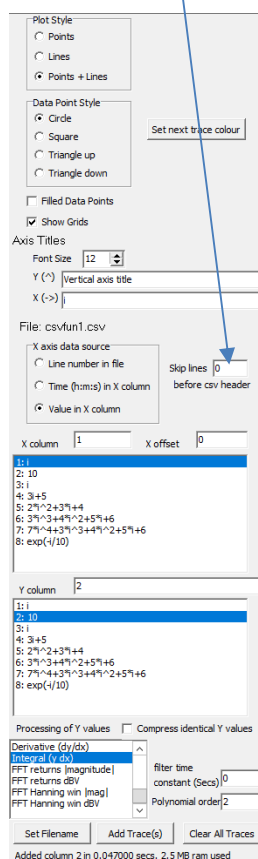 Plot Style
Points
Lines
Points + Lines
Data Point Style
Circle
Square
Triangle up
Triangle down
Set next trace colour
Filled Data Points
Show Grids
Axis Titles
Font Size 12
Y (^) Vertical axis title
X (->) i
File: csvfun1.csv
X axis data source
Line number in file
Time (h:m:s) in X column
Value in X column
Skip lines 0
before csv header
X column 1 X offset 0
1: i
2: 10
3: i
4: 3i+5
5: 2*i^2+3*i+4
6: 3*i^3+4*i^2+5*i+6
7: 7*i^4+3*i^3+4*i^2+5*i+6
8: exp(-i/10)
Y column 2
1: i
2: 10
3: i
4: 3i+5
5: 2*i^2+3*i+4
6: 3*i^3+4*i^2+5*i+6
7: 7*i^4+3*i^3+4*i^2+5*i+6
8: exp(-i/10)
Processing of Y values Compress identical Y values
Derivative (dy/dx)
Integral (y dx)
FFT returns |magnitude|
FFT returns dBV
FFT Hanning win |mag|
FFT Hanning win dBV
filter time
constant (Secs) 0
Polynomial order 2
Set Filename Add Trace(s) Clear All Traces
Added column 2 in 0.047000 secs. 2.5 MB ram used